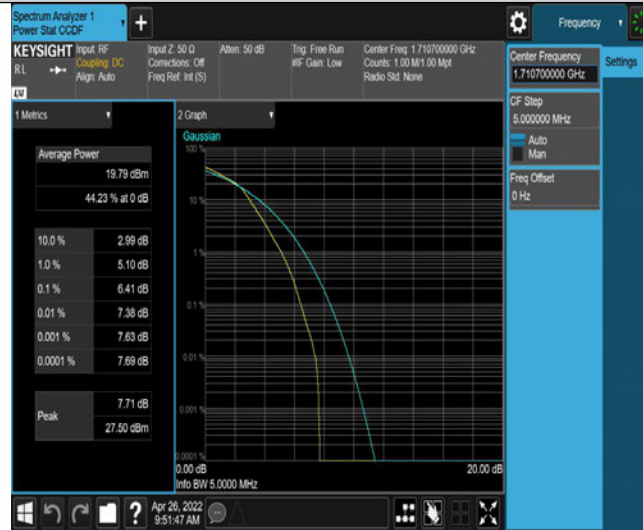 Spectrum Analyzer 1
Power Stat CCDF
Frequency
KEYSIGHT
RL
Input: RF
Coupling: DC
Align: Auto
Input Z: 50 Ω
Corrections: Off
Freq Ref: Int (S)
Atten: 50 dB
Trig: Free Run
#IF Gain: Low
Center Freq: 1.710700000 GHz
Counts: 1.00 M/1.00 Mpt
Radio Std: None
Center Frequency
1.710700000 GHz
Settings
CF Step
5.000000 MHz
Auto
Man
Freq Offset
0 Hz
1 Metrics
Average Power
19.79 dBm
44.23 % at 0 dB
10.0 % 2.99 dB
1.0 % 5.10 dB
0.1 % 6.41 dB
0.01 % 7.38 dB
0.001 % 7.63 dB
0.0001 % 7.69 dB
Peak 7.71 dB
27.50 dBm
2 Graph
Gaussian
100 %
10 %
1 %
0.1 %
0.01 %
0.001 %
0.0001 %
0.00 dB 20.00 dB
Info BW 5.0000 MHz
Apr 26, 2022
9:51:47 AM